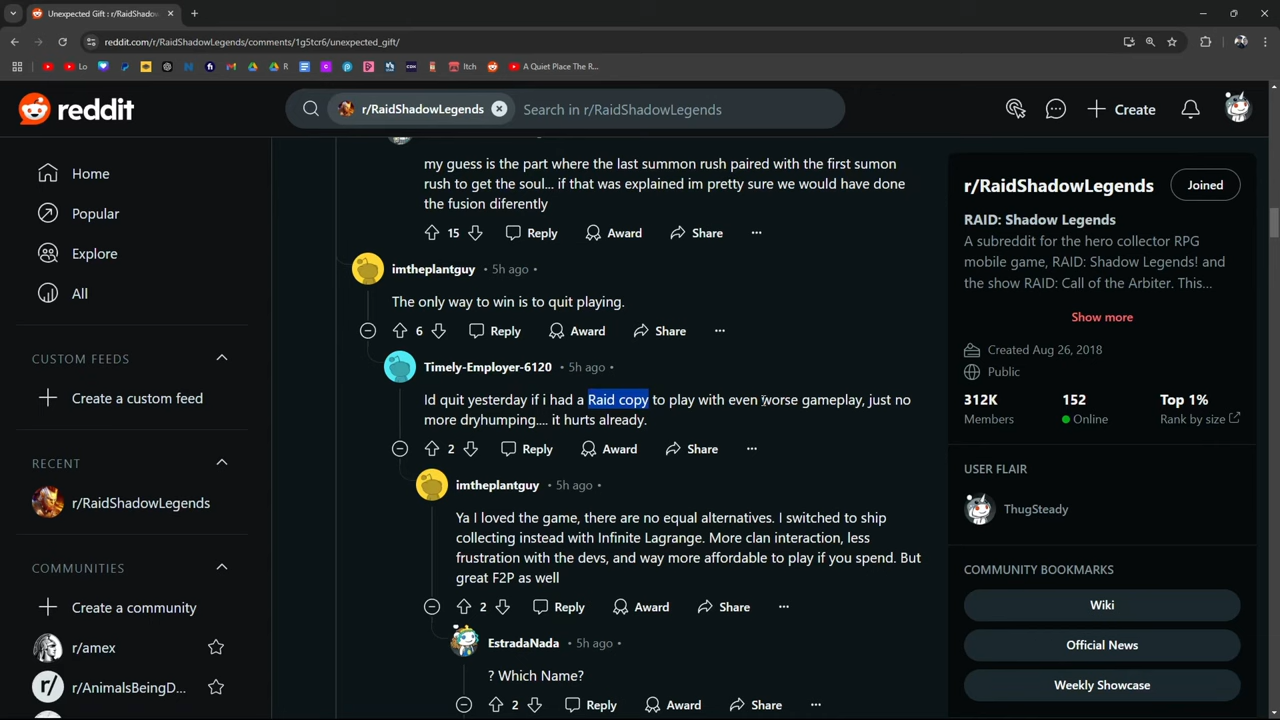 Unexpected Gift : r/RaidShado
reddit.com/r/RaidShadowLegends/comments/1g5tcr6/unexpected_gift/
Lo
R
Itch
A Quiet Place The R...
reddit
r/RaidShadowLegends
Search in r/RaidShadowLegends
Create
Home
Popular
Explore
All
CUSTOM FEEDS
Create a custom feed
RECENT
r/RaidShadowLegends
COMMUNITIES
Create a community
r/amex
r/AnimalsBeingD...
my guess is the part where the last summon rush paired with the first sumon
rush to get the soul... if that was explained im pretty sure we would have done
the fusion diferently
15 Reply Award Share ...
imtheplantguy • 5h ago •
The only way to win is to quit playing.
6 Reply Award Share ...
Timely-Employer-6120 • 5h ago •
Id quit yesterday if i had a Raid copy to play with even worse gameplay, just no
more dryhumping.... it hurts already.
2 Reply Award Share ...
imtheplantguy • 5h ago •
Ya I loved the game, there are no equal alternatives. I switched to ship
collecting instead with Infinite Lagrange. More clan interaction, less
frustration with the devs, and way more affordable to play if you spend. But
great F2P as well
2 Reply Award Share ...
EstradaNada • 5h ago •
? Which Name?
2 Reply Award Share ...
r/RaidShadowLegends
Joined
RAID: Shadow Legends
A subreddit for the hero collector RPG
mobile game, RAID: Shadow Legends! and
the show RAID: Call of the Arbiter. This...
Show more
Created Aug 26, 2018
Public
312K 152 Top 1%
Members Online Rank by size
USER FLAIR
ThugSteady
COMMUNITY BOOKMARKS
Wiki
Official News
Weekly Showcase